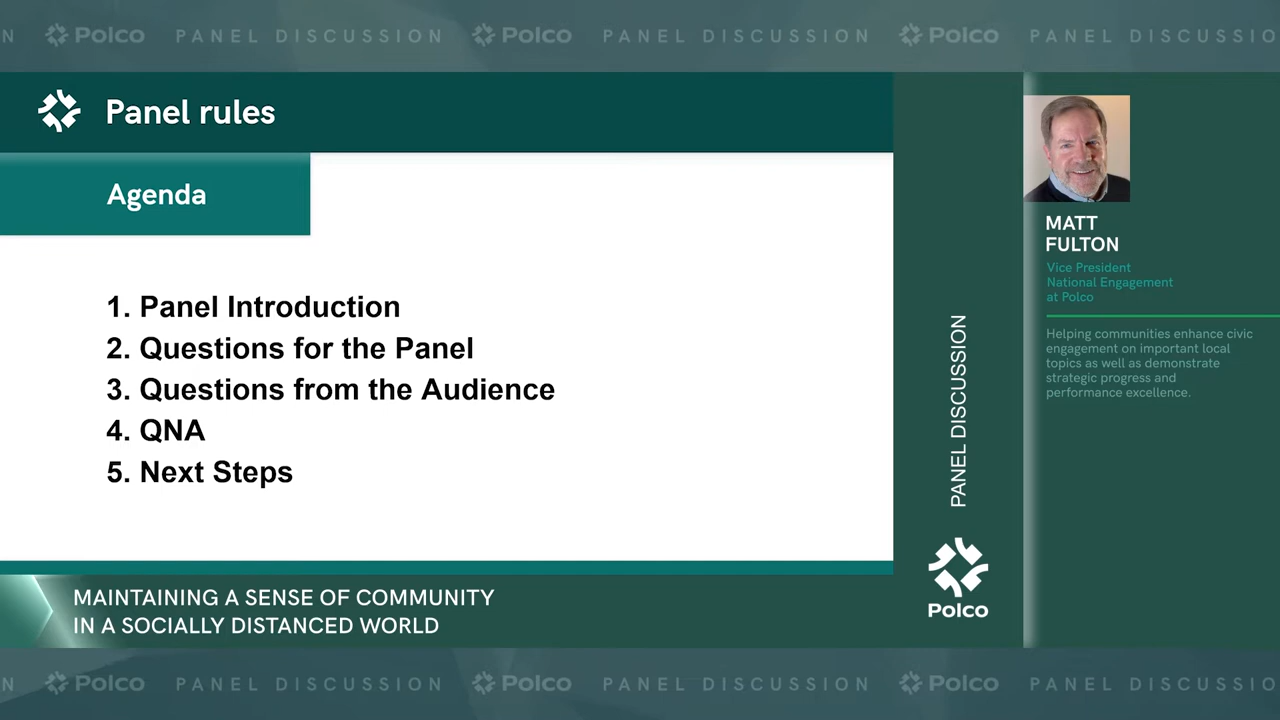 N Polco PANEL DISCUSSION Polco PANEL DISCUSSION Polco PANEL DISCUSSIO
Panel rules
Agenda
1. Panel Introduction
2. Questions for the Panel
3. Questions from the Audience
4. QNA
5. Next Steps
MAINTAINING A SENSE OF COMMUNITY
IN A SOCIALLY DISTANCED WORLD
PANEL DISCUSSION
Polco
MATT
FULTON
Vice President
National Engagement
at Polco
Helping communities enhance civic
engagement on important local
topics as well as demonstrate
strategic progress and
performance excellence.
N Polco PANEL DISCUSSION Polco PANEL DISCUSSION Polco PANEL DISCUSSIO